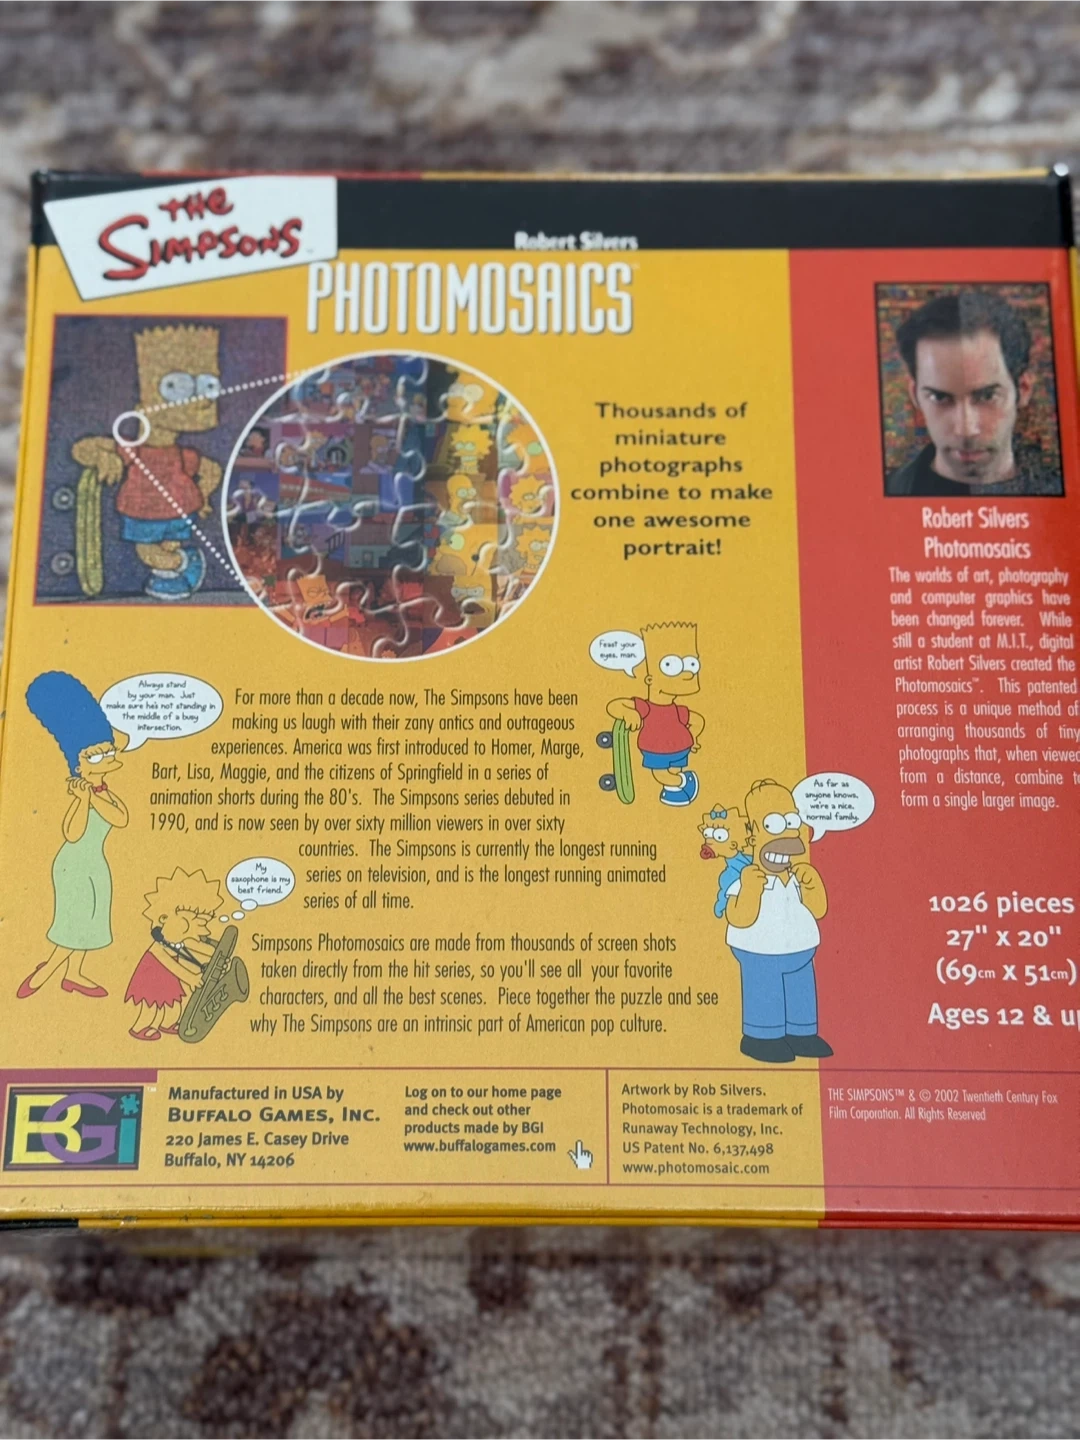 THE
SIMPSONS
Robert Silvers
PHOTOMOSAICS
Thousands of
miniature
photographs
combine to make
one awesome
portrait!
Robert Silvers
Photomosaics
The worlds of art, photography
and computer graphics have
been changed forever. While
still a student at M.I.T., digital
artist Robert Silvers created the
Photomosaics™. This patented
process is a unique method of
arranging thousands of tiny
photographs that, when viewed
from a distance, combine to
form a single larger image.
1026 pieces
27" x 20"
(69cm x 51cm)
Ages 12 & up
Feast your
eyes, man.
Always stand
by your man. Just
make sure he's not standing in
the middle of a busy
intersection.
For more than a decade now, The Simpsons have been
making us laugh with their zany antics and outrageous
experiences. America was first introduced to Homer, Marge,
Bart, Lisa, Maggie, and the citizens of Springfield in a series of
animation shorts during the 80's. The Simpsons series debuted in
1990, and is now seen by over sixty million viewers in over sixty
countries. The Simpsons is currently the longest running
series on television, and is the longest running animated
series of all time.
As far as
anyone knows,
we're a nice,
normal family.
My
saxophone is my
best friend.
Simpsons Photomosaics are made from thousands of screen shots
taken directly from the hit series, so you'll see all your favorite
characters, and all the best scenes. Piece together the puzzle and see
why The Simpsons are an intrinsic part of American pop culture.
BGi
Manufactured in USA by
BUFFALO GAMES, INC.
220 James E. Casey Drive
Buffalo, NY 14206
Log on to our home page
and check out other
products made by BGI
www.buffalogames.com
Artwork by Rob Silvers.
Photomosaic is a trademark of
Runaway Technology, Inc.
US Patent No. 6,137,498
www.photomosaic.com
THE SIMPSONS™ & © 2002 Twentieth Century Fox
Film Corporation. All Rights Reserved